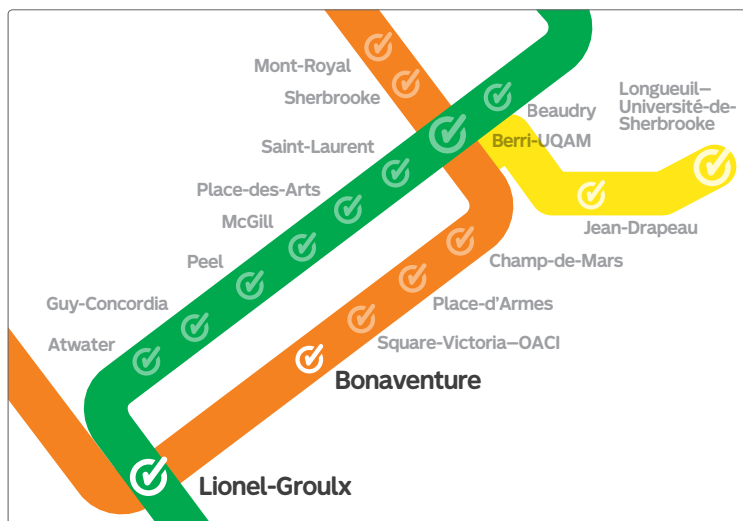 Mont-Royal
Sherbrooke
Beaudry
Longueuil–
Université-de-
Sherbrooke
Berri-UQAM
Saint-Laurent
Place-des-Arts
McGill
Jean-Drapeau
Peel
Champ-de-Mars
Guy-Concordia
Place-d’Armes
Atwater
Square-Victoria–OACI
Bonaventure
Lionel-Groulx